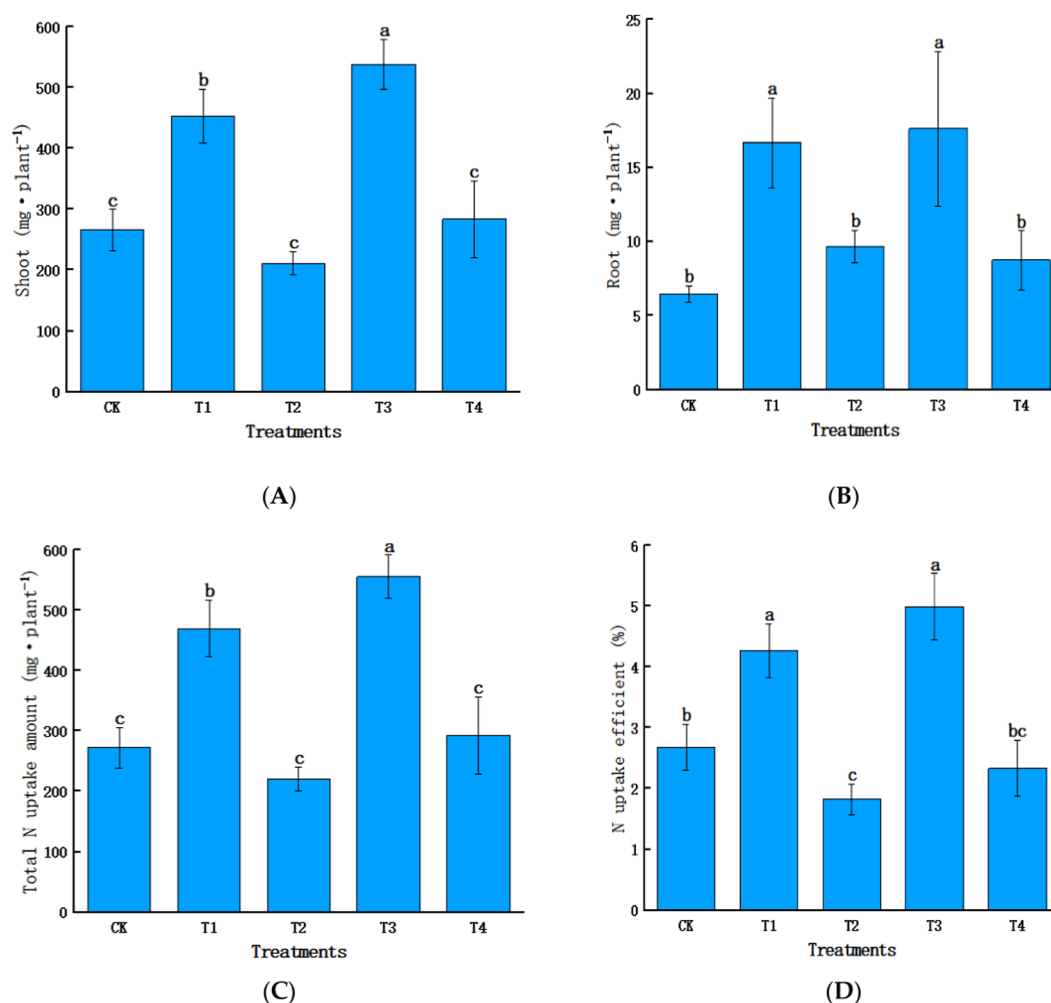 600
500
400
300
200
100
0
Shoot (mg·plant⁻¹)
c
b
c
a
c
CK T1 T2 T3 T4
Treatments
(A)
25
20
15
10
5
0
Root (mg·plant⁻¹)
b
a
b
a
b
CK T1 T2 T3 T4
Treatments
(B)
600
500
400
300
200
100
0
Total N uptake amount (mg·plant⁻¹)
c
b
c
a
c
CK T1 T2 T3 T4
Treatments
(C)
6
5
4
3
2
1
0
N uptake efficient (%)
b
a
c
a
bc
CK T1 T2 T3 T4
Treatments
(D)